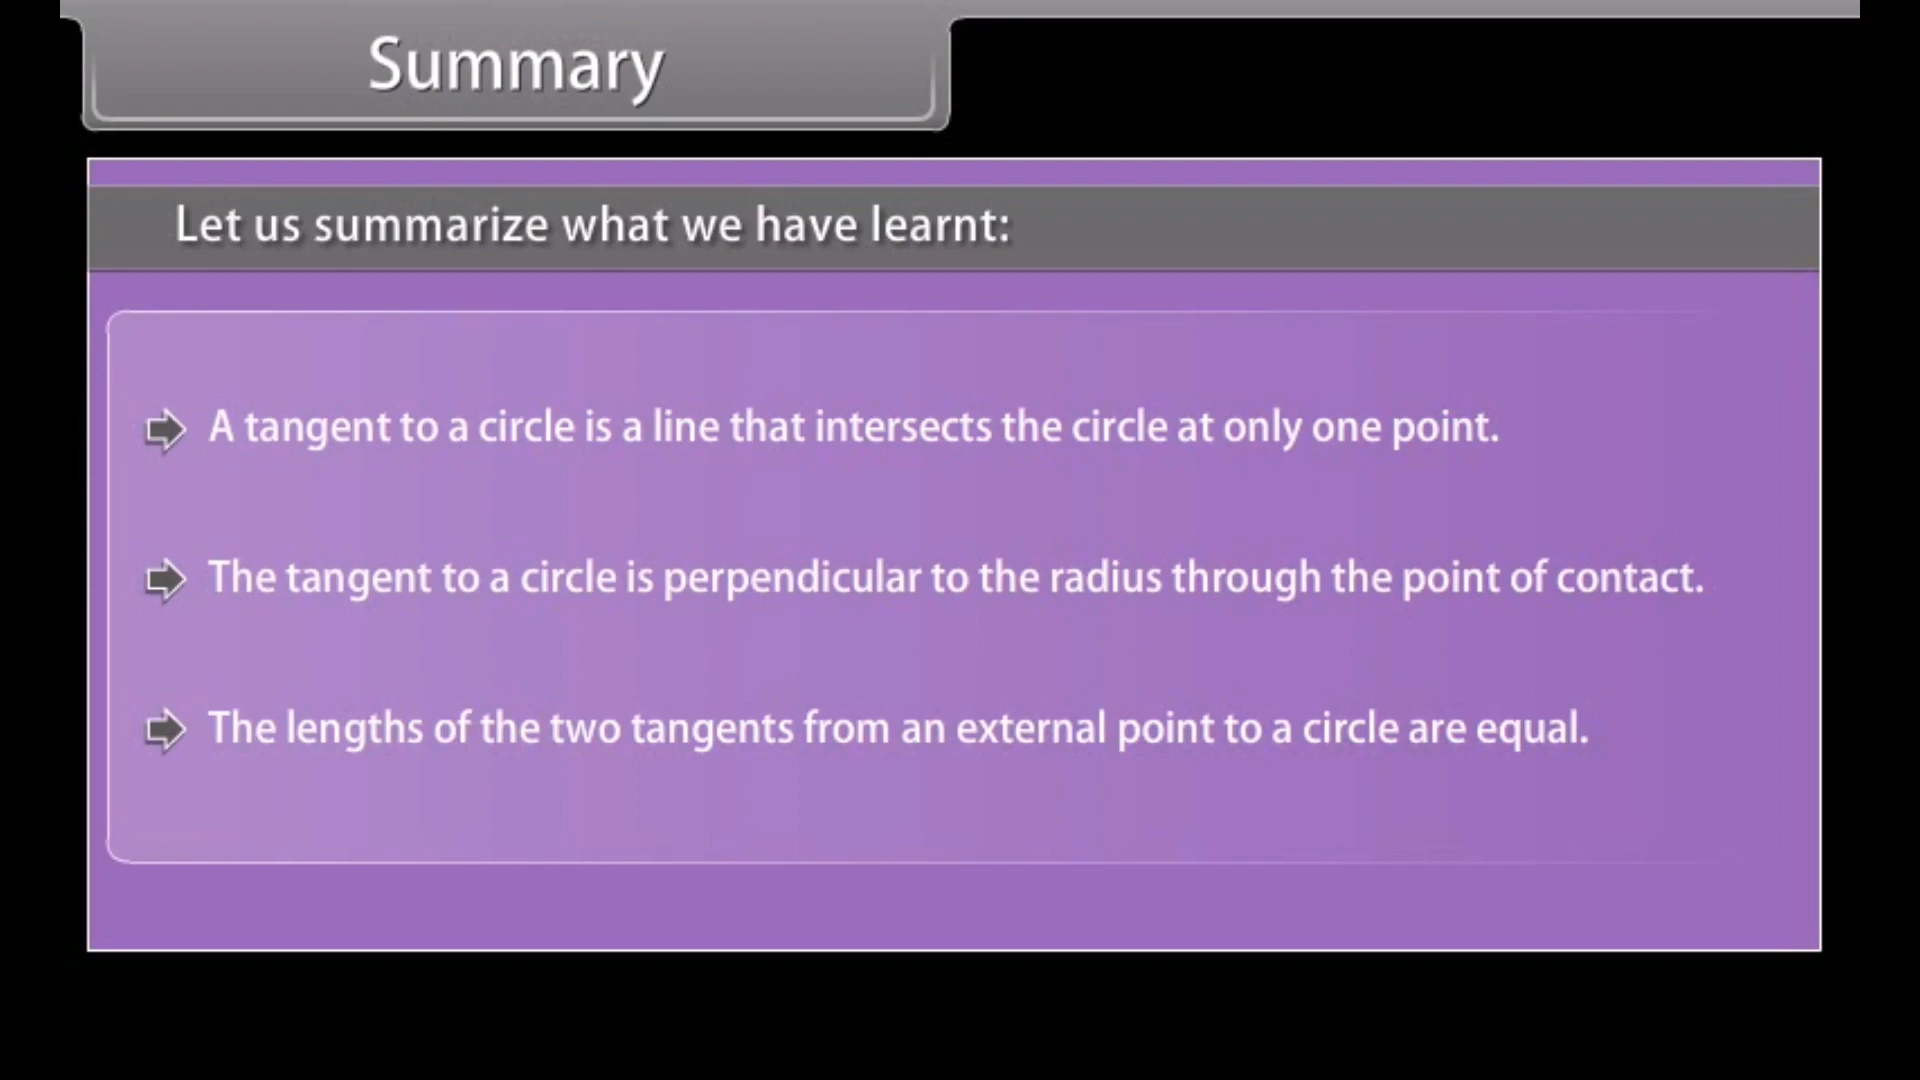 Summary
Let us summarize what we have learnt:
A tangent to a circle is a line that intersects the circle at only one point.
The tangent to a circle is perpendicular to the radius through the point of contact.
The lengths of the two tangents from an external point to a circle are equal.